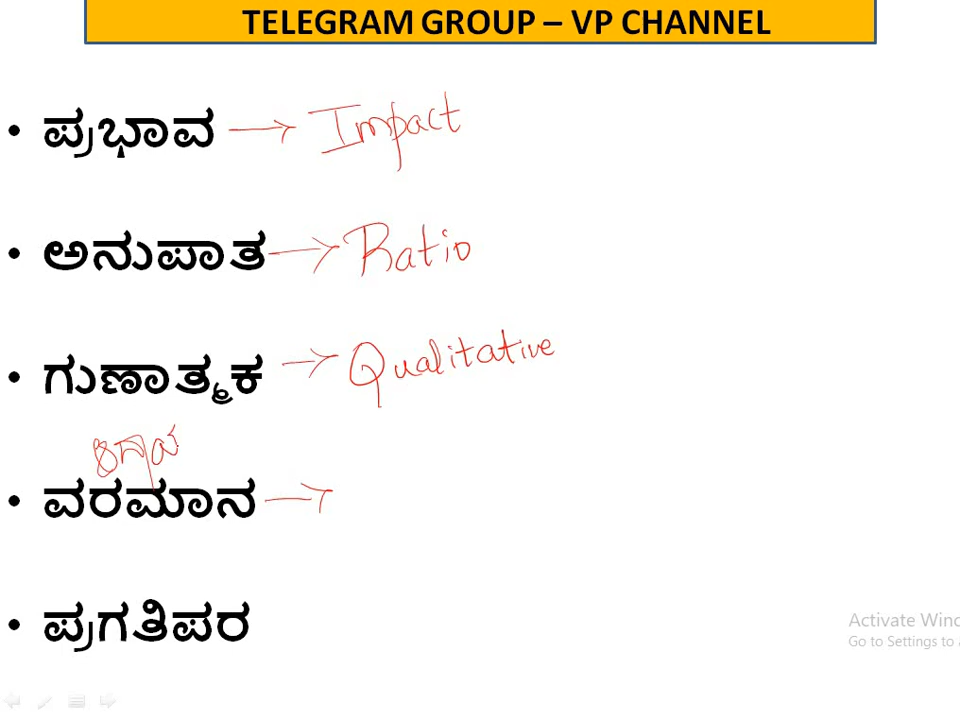 TELEGRAM GROUP – VP CHANNEL
• ಪ್ರಭಾವ → Impact
• ಅನುಪಾತ → Ratio
• ಗುಣಾತ್ಮಕ → Qualitative
• ವರಮಾನ →
• ಪ್ರಗತಿಪರ
Activate Wind
Go to Settings to